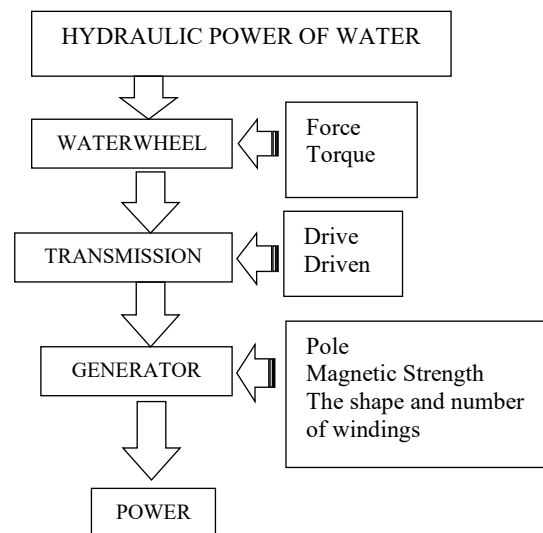 HYDRAULIC POWER OF WATER
WATERWHEEL
Force
Torque
TRANSMISSION
Drive
Driven
GENERATOR
Pole
Magnetic Strength
The shape and number
of windings
POWER